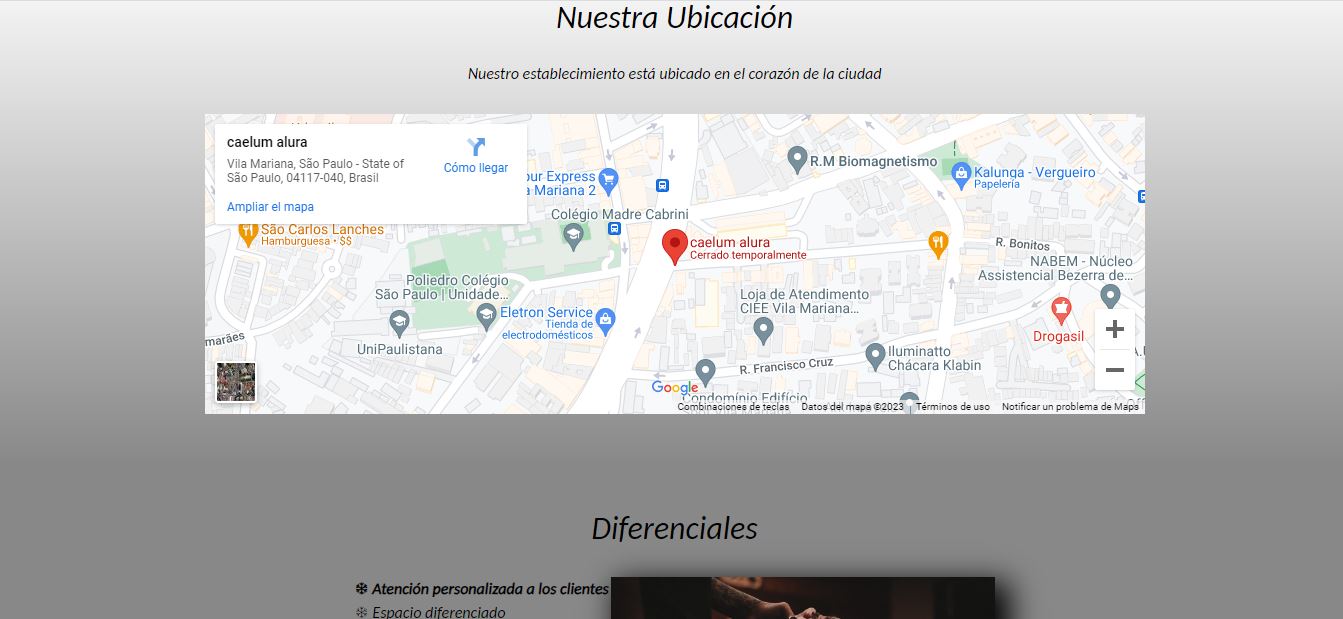 Nuestra Ubicación
Nuestro establecimiento está ubicado en el corazón de la ciudad
caelum alura
Vila Mariana, São Paulo - State of
São Paulo, 04117-040, Brasil
Cómo llegar
Ampliar el mapa
São Carlos Lanches
Hamburguesa • $$
our Express
a Mariana 2
R.M Biomagnetismo
Kalunga - Vergueiro
Papelería
Colégio Madre Cabrini
caelum alura
Cerrado temporalmente
R. Bonitos
NABEM - Núcleo
Assistencial Bezerra de...
Poliedro Colégio
São Paulo | Unidade...
Eletron Service
Tienda de
electrodomésticos
Loja de Atendimento
CIEE Vila Mariana...
Drogasil
marães
UniPaulistana
Iluminatto
Chácara Klabin
R. Francisco Cruz
Google
Condomínio Edifício
Combinaciones de teclas
Datos del mapa ©2023
Términos de uso
Notificar un problema de Maps
Diferenciales
❄ Atención personalizada a los clientes
❄ Espacio diferenciado